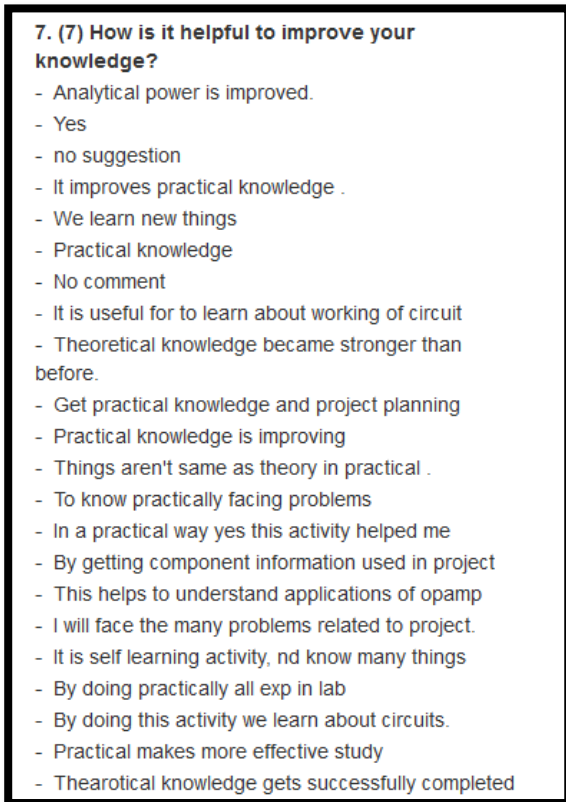 7. (7) How is it helpful to improve your
knowledge?
- Analytical power is improved.
- Yes
- no suggestion
- It improves practical knowledge .
- We learn new things
- Practical knowledge
- No comment
- It is useful for to learn about working of circuit
- Theoretical knowledge became stronger than
before.
- Get practical knowledge and project planning
- Practical knowledge is improving
- Things aren't same as theory in practical .
- To know practically facing problems
- In a practical way yes this activity helped me
- By getting component information used in project
- This helps to understand applications of opamp
- I will face the many problems related to project.
- It is self learning activity, nd know many things
- By doing practically all exp in lab
- By doing this activity we learn about circuits.
- Practical makes more effective study
- Thearotical knowledge gets successfully completed